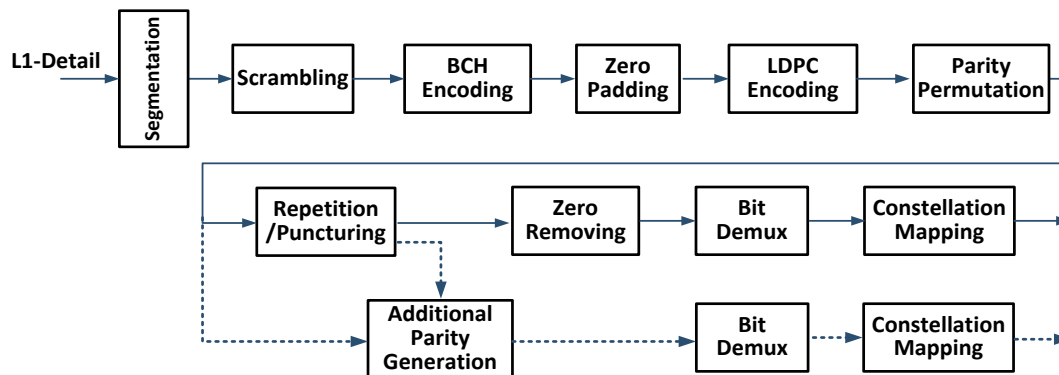 L1-Detail
Segmentation
Scrambling
BCH
Encoding
Zero
Padding
LDPC
Encoding
Parity
Permutation
Repetition
/Puncturing
Zero
Removing
Bit
Demux
Constellation
Mapping
Additional
Parity
Generation
Bit
Demux
Constellation
Mapping